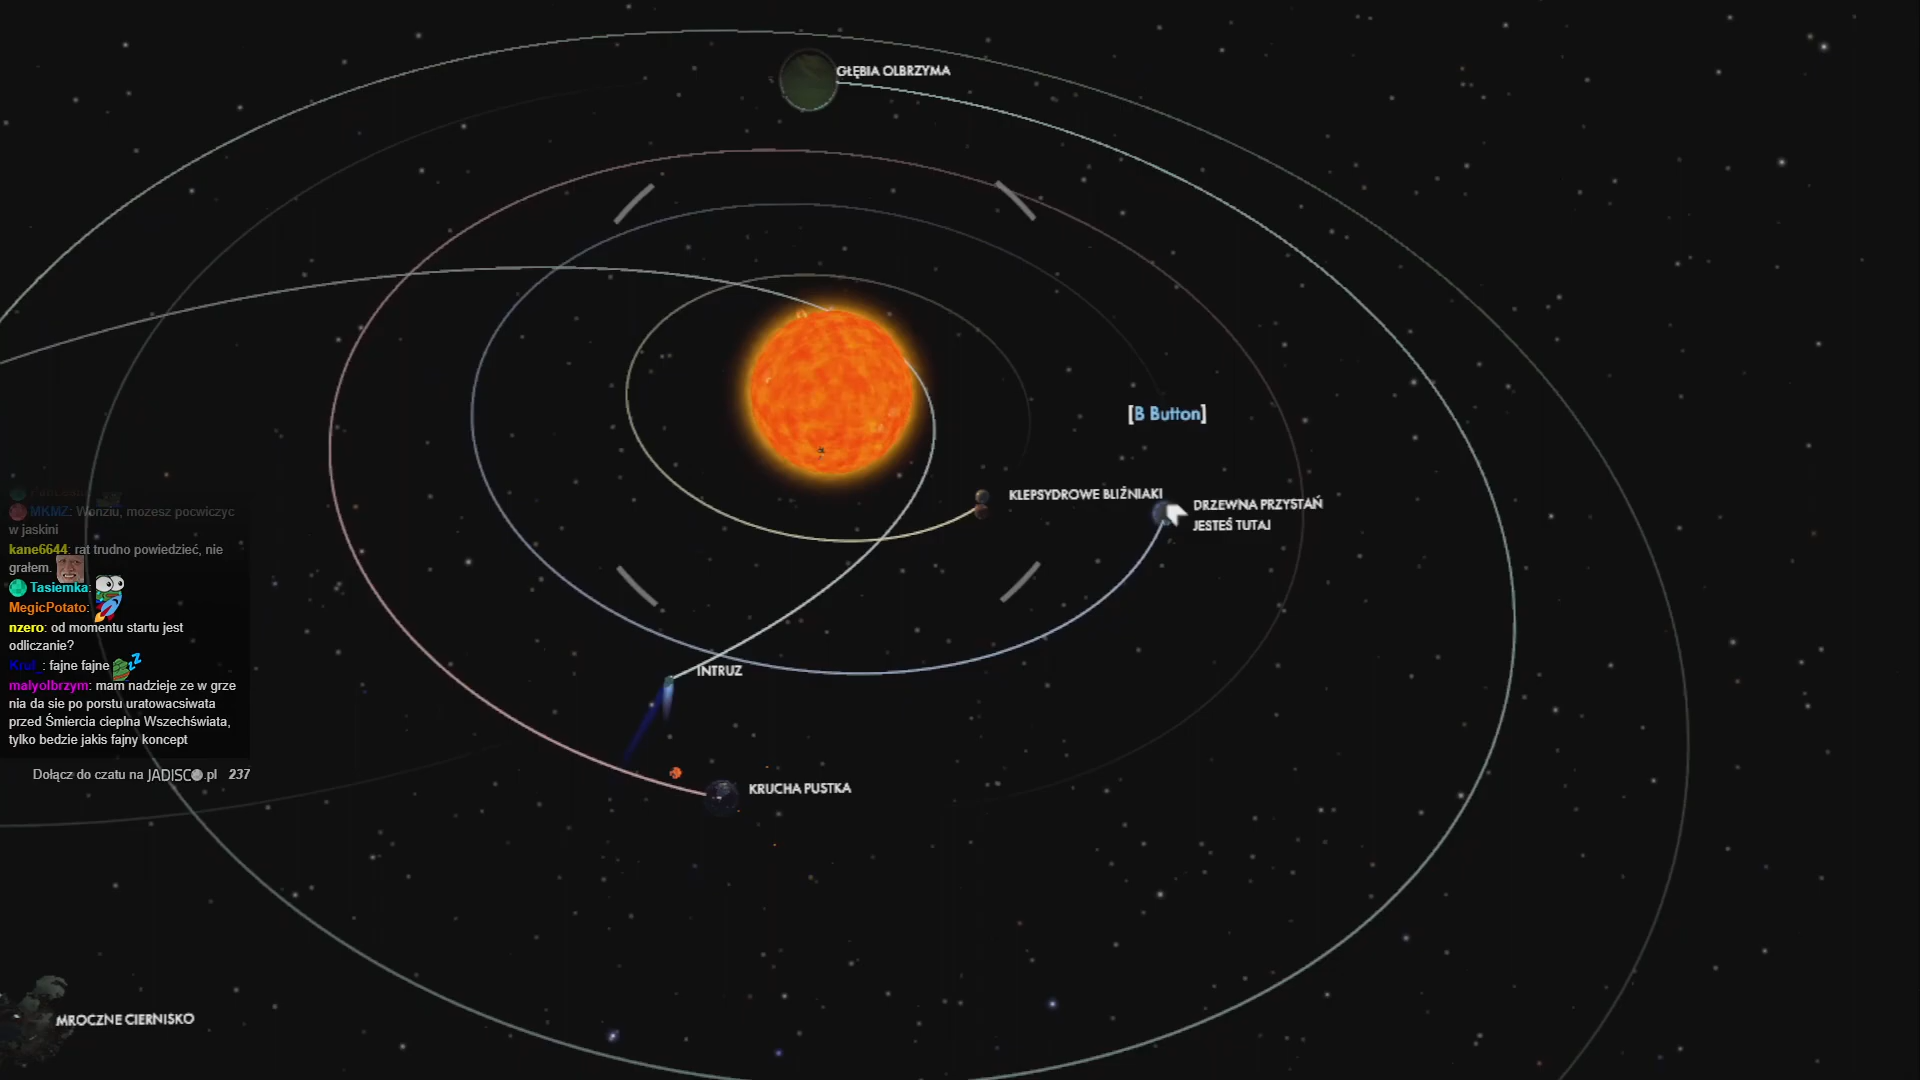 GŁĘBIA OLBRZYMA
[B Button]
KLEPSYDROWE BLIŹNIAKI
DRZEWNA PRZYSTAŃ
JESTEŚ TUTAJ
MKMZ: Wonziu, mozesz pocwiczyc
w jaskini
kane6644: rat trudno powiedzieć, nie
grałem.
Tasiemka:
MegicPotato:
nzero: od momentu startu jest
odliczanie?
Krul_: fajne fajne
malyolbrzym: mam nadzieje ze w grze
nia da sie po porstu uratowacsiwata
przed Śmiercia cieplna Wszechświata,
tylko bedzie jakis fajny koncept
Dołącz do czatu na JADISCO.pl 237
INTRUZ
KRUCHA PUSTKA
MROCZNE CIERNISKO